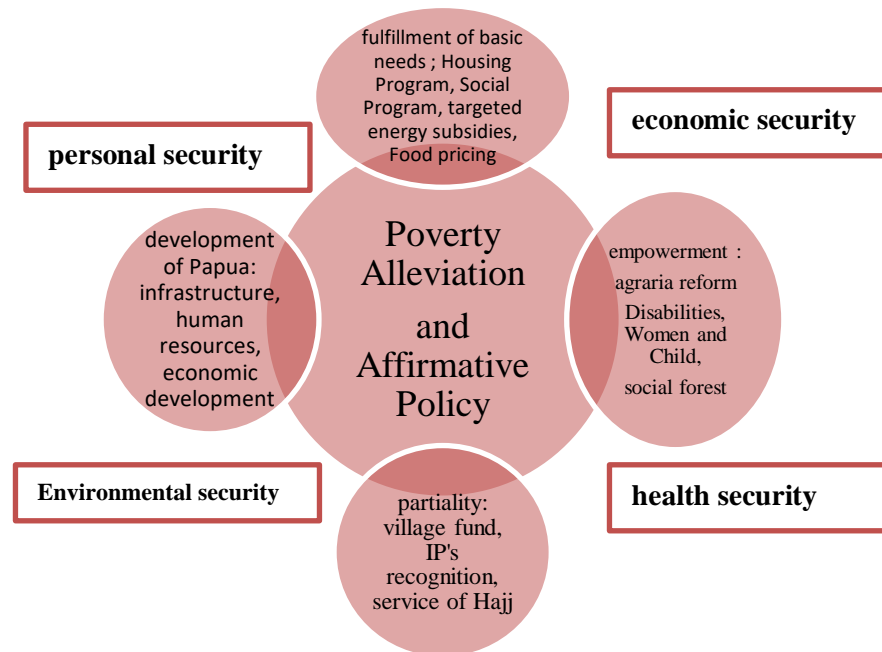 fulfillment of basic
needs ; Housing
Program, Social
Program, targeted
energy subsidies,
Food pricing
economic security
personal security
Poverty
Alleviation
and
Affirmative
Policy
development
of Papua:
infrastructure,
human
resources,
economic
development
empowerment :
agraria reform
Disabilities,
Women and
Child,
social forest
Environmental security
health security
partiality:
village fund,
IP's
recognition,
service of Hajj